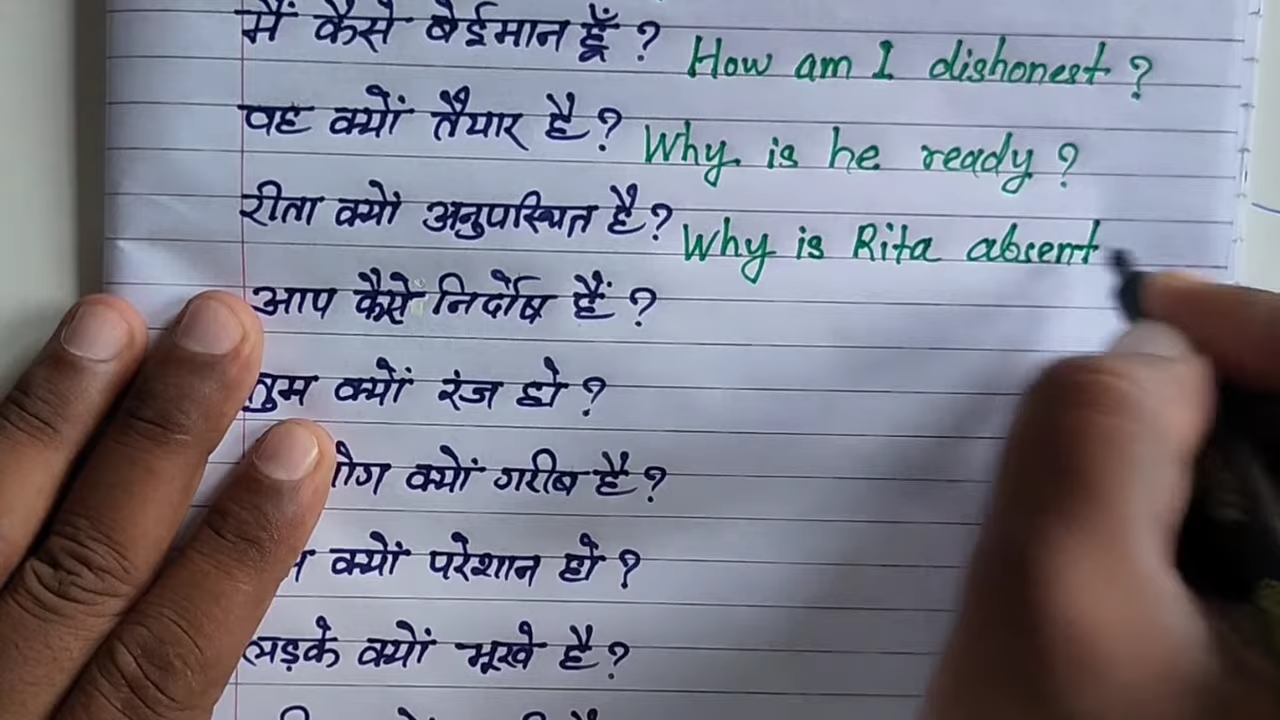 मैं कैसे बेईमान हूँ ? How am I dishonest ?
वह क्यों तैयार है ? Why is he ready ?
रीता क्यों अनुपस्थित है ? Why is Rita absent
आप कैसे निर्दोष हैं ?
तुम क्यों रंज हो ?
क्यों गरीब है ?
क्यों परेशान हो ?
लड़के क्यों भूखे है ?